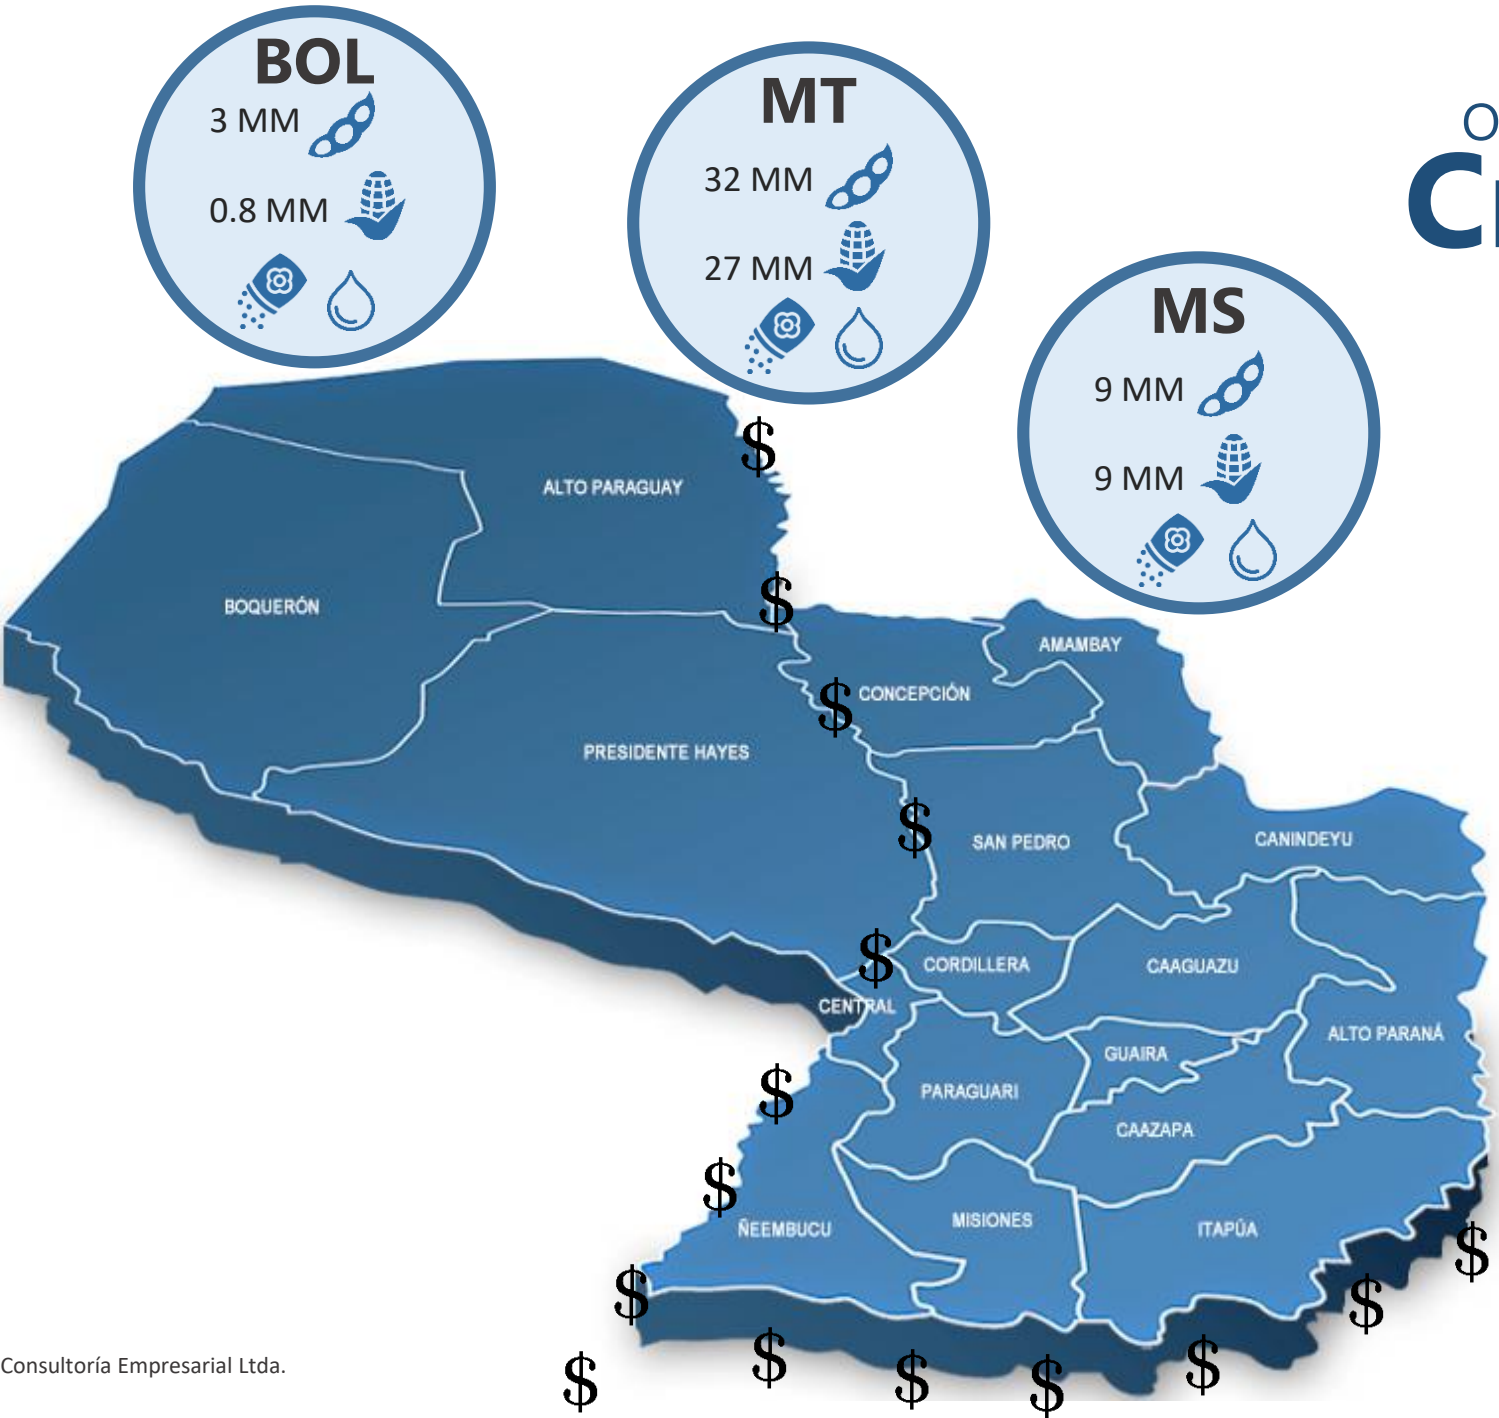 BOL
3 MM
0.8 MM
MT
32 MM
27 MM
MS
9 MM
9 MM
$
ALTO PARAGUAY
BOQUERÓN
$
AMAMBAY
CONCEPCIÓN
$
PRESIDENTE HAYES
$
SAN PEDRO
CANINDEYU
$
CORDILLERA
CAAGUAZU
CENTRAL
ALTO PARANÁ
GUAIRA
$
PARAGUARI
CAAZAPA
$
ÑEEMBUCU
MISIONES
ITAPÚA
$
$
$
$
$
$
$
$
Consultoría Empresarial Ltda.